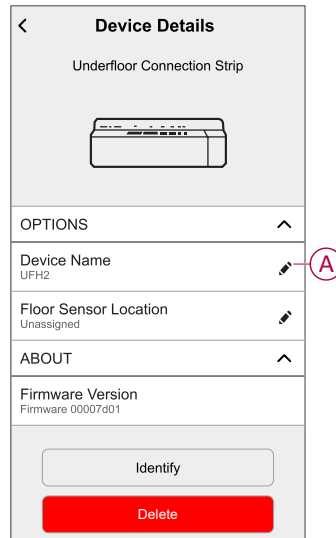 Device Details
Underfloor Connection Strip
OPTIONS
Device Name
UFH2
A
Floor Sensor Location
Unassigned
ABOUT
Firmware Version
Firmware 00007d01
Identify
Delete